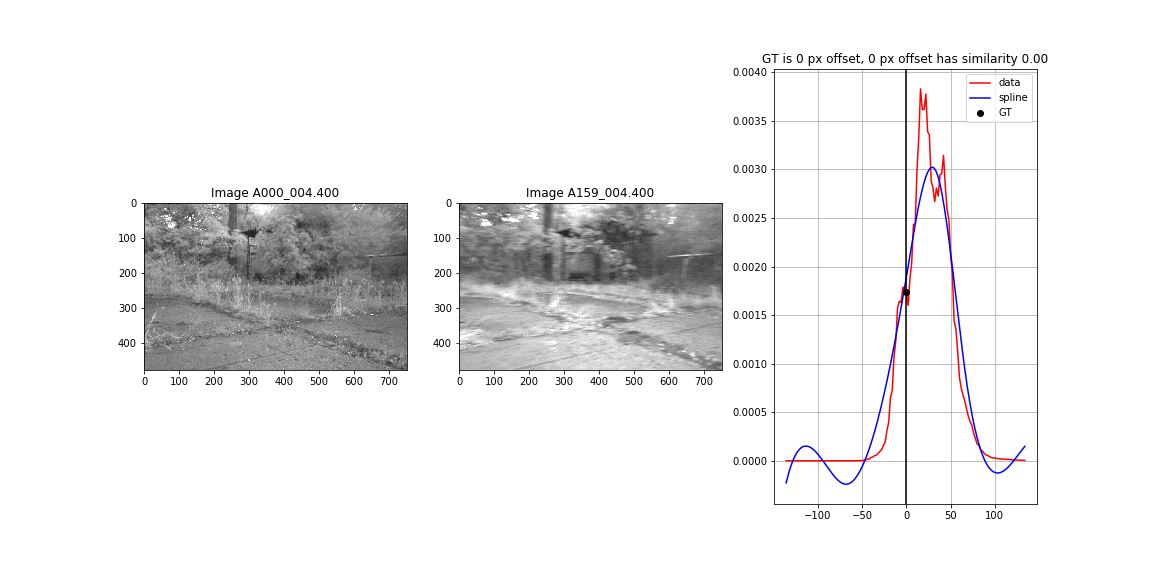 GT is 0 px offset, 0 px offset has similarity 0.00
Image A000_004.400
Image A159_004.400
data
spline
GT
0.0040
0.0035
0.0030
0.0025
0.0020
0.0015
0.0010
0.0005
0.0000
−100 −50 0 50 100
0
100
200
300
400
0 100 200 300 400 500 600 700
0
100
200
300
400
0 100 200 300 400 500 600 700